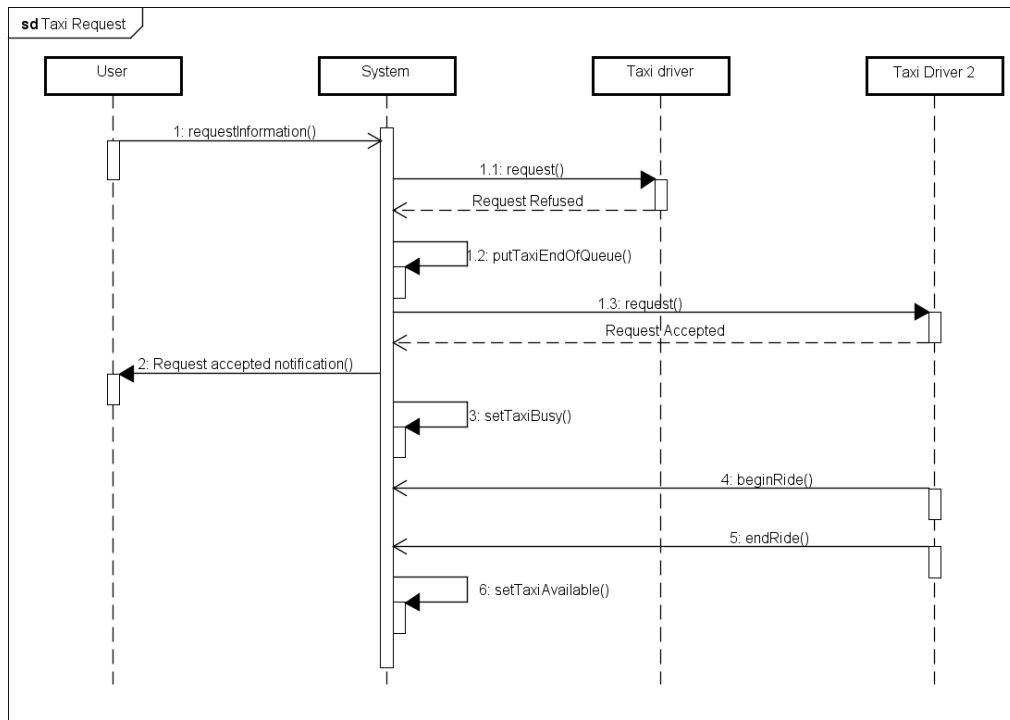 sd Taxi Request
User
System
Taxi driver
Taxi Driver 2
1: requestInformation()
1.1: request()
Request Refused
1.2: putTaxiEndOfQueue()
1.3: request()
Request Accepted
2: Request accepted notification()
3: setTaxiBusy()
4: beginRide()
5: endRide()
6: setTaxiAvailable()